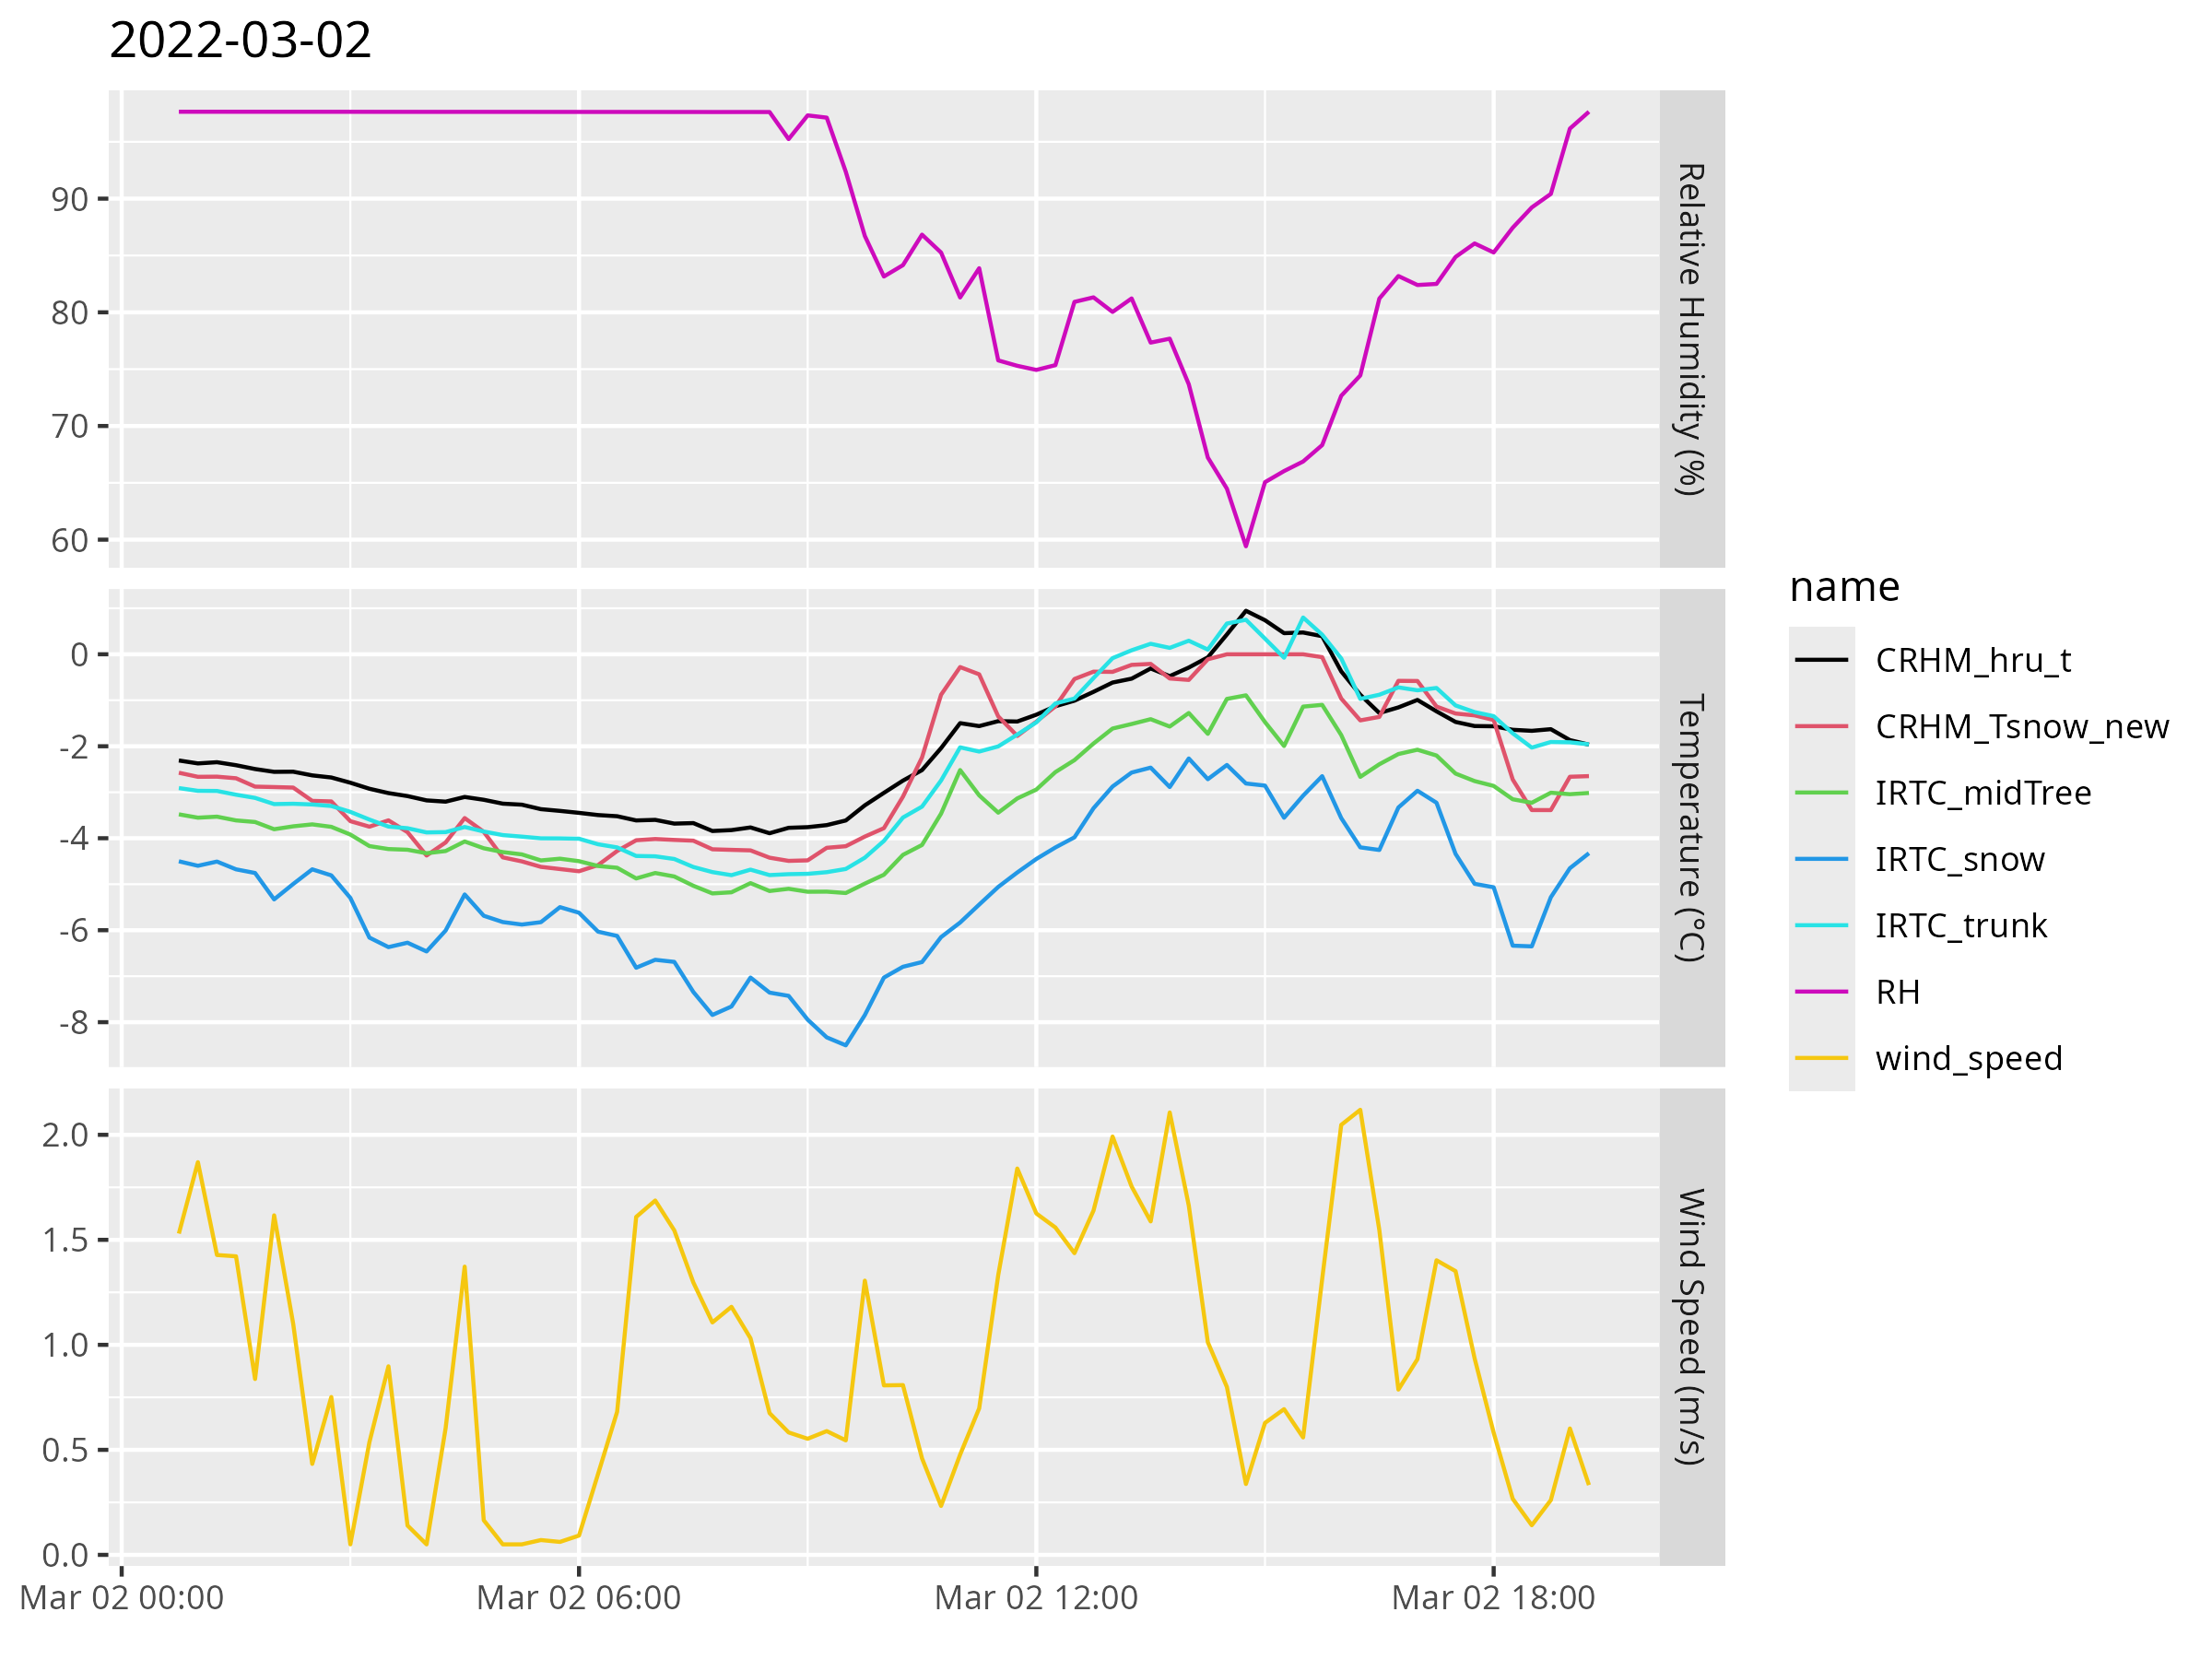 2022-03-02
90
80
70
60
Relative Humidity (%)
0
-2
-4
-6
-8
Temperature (°C)
2.0
1.5
1.0
0.5
0.0
Wind Speed (m/s)
Mar 02 00:00
Mar 02 06:00
Mar 02 12:00
Mar 02 18:00
name
CRHM_hru_t
CRHM_Tsnow_new
IRTC_midTree
IRTC_snow
IRTC_trunk
RH
wind_speed